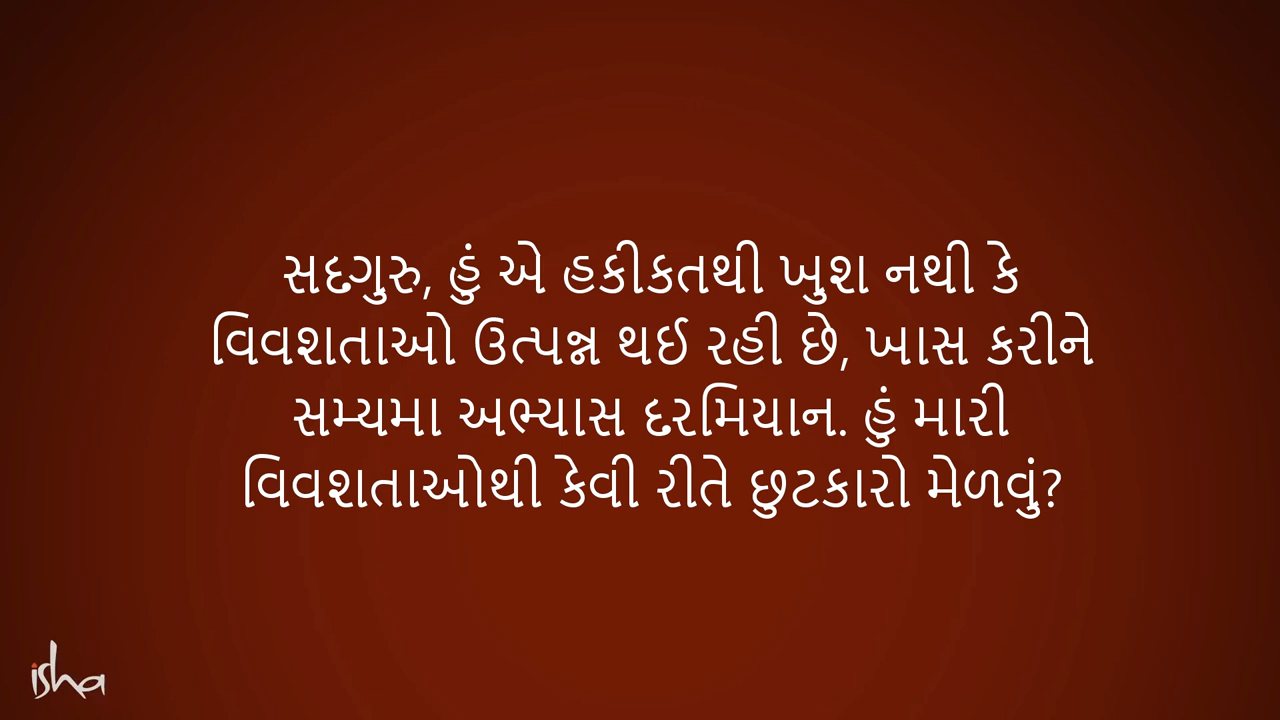 સદગુરુ, હું એ હકીકતથી ખુશ નથી કે
વિવશતાઓ ઉત્પન્ન થઈ રહી છે, ખાસ કરીને
સમ્યમા અભ્યાસ દરમિયાન. હું મારી
વિવશતાઓથી કેવી રીતે છુટકારો મેળવું?
isha